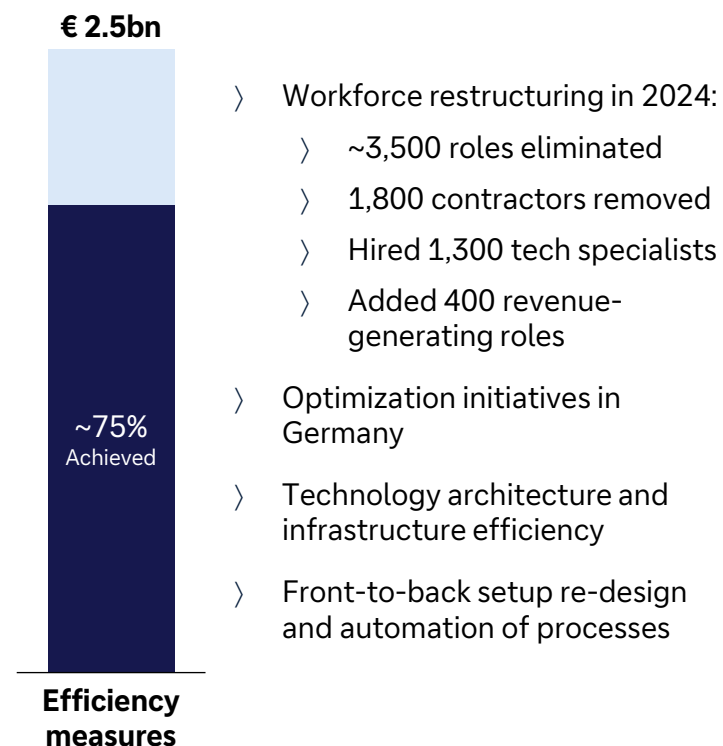 € 2.5bn
~75%
Achieved
Efficiency
measures
〉 Workforce restructuring in 2024:
〉 ~3,500 roles eliminated
〉 1,800 contractors removed
〉 Hired 1,300 tech specialists
〉 Added 400 revenue-
generating roles
〉 Optimization initiatives in
Germany
〉 Technology architecture and
infrastructure efficiency
〉 Front-to-back setup re-design
and automation of processes